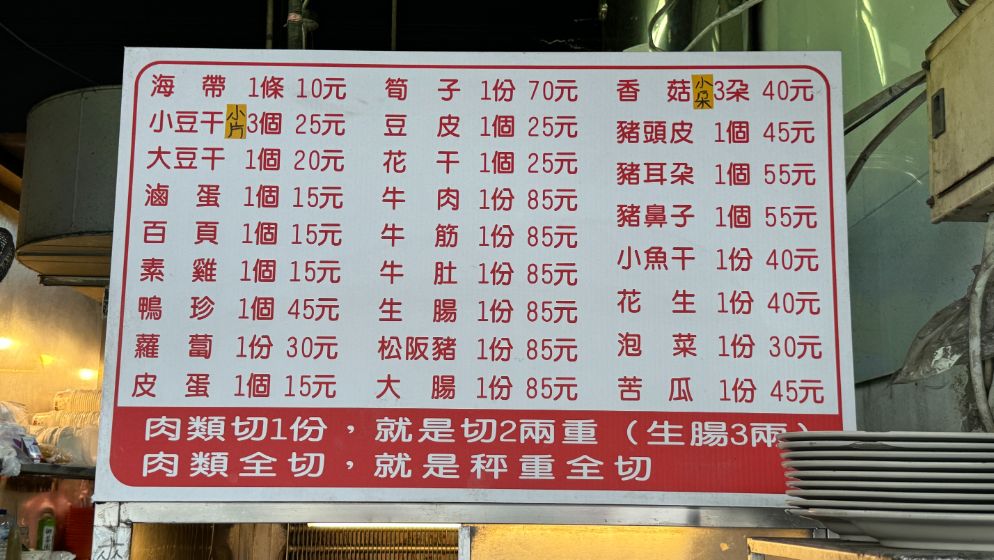 海帶 1條 10元
小豆干 小片 3個 25元
大豆干 1個 20元
滷蛋 1個 15元
百頁 1個 15元
素雞 1個 15元
鴨珍 1個 45元
蘿蔔 1份 30元
皮蛋 1個 15元
筍子 1份 70元
豆皮 1個 25元
花干 1個 25元
牛肉 1份 85元
牛筋 1份 85元
牛肚 1份 85元
生腸 1份 85元
松阪豬 1份 85元
大腸 1份 85元
香菇 小朵 3朶 40元
豬頭皮 1個 45元
豬耳朶 1個 55元
豬鼻子 1個 55元
小魚干 1份 40元
花生 1份 40元
泡菜 1份 30元
苦瓜 1份 45元
肉類切1份，就是切2兩重（生腸3兩）
肉類全切，就是秤重全切